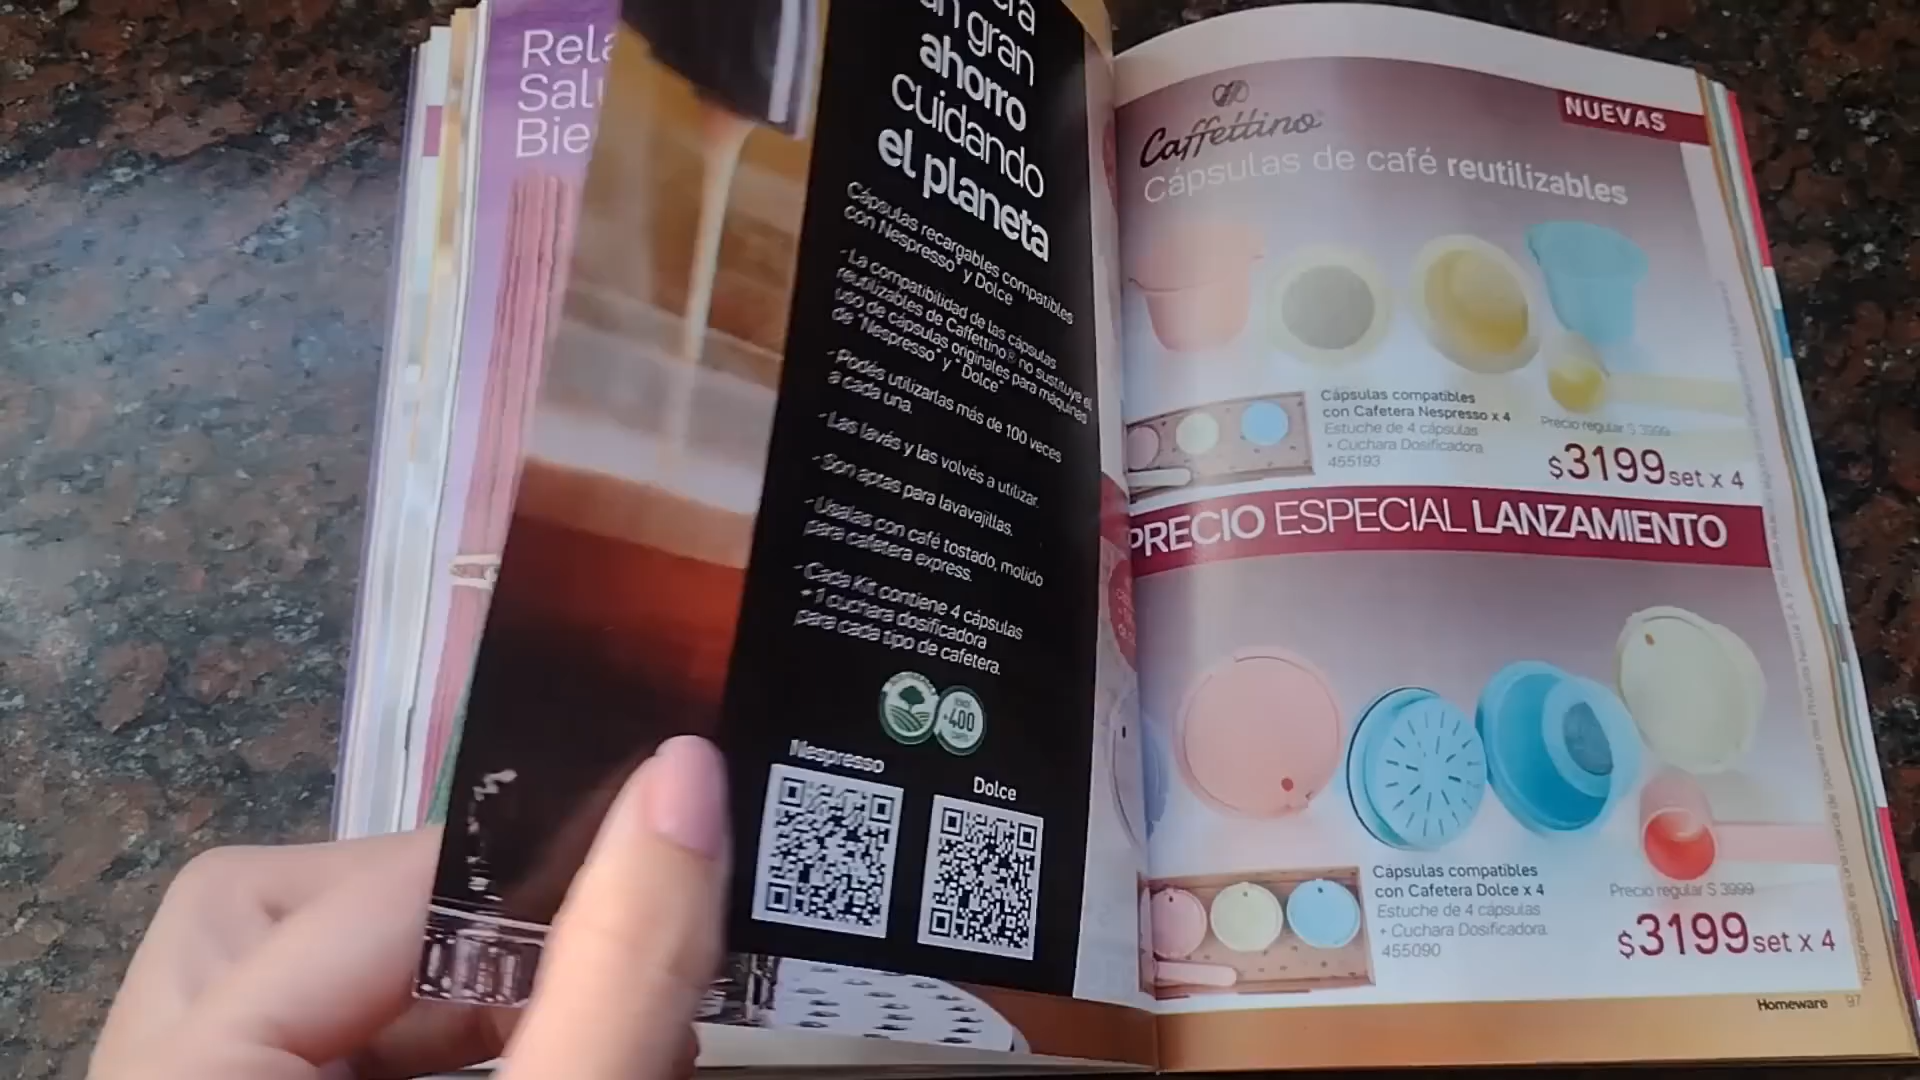 Rela
Sal
Bie
n gran
ahorro
Cuidando
el planeta
Cápsulas recargables compatibles
con Nespresso* y Dolce
- La compatibilidad de las cápsulas
reutilizables de Caffettino® no sustituye el
uso de cápsulas originales para máquinas
de "Nespresso" y "Dolce"
- Podés utilizarlas más de 100 veces
a cada una.
- Las lavás y las volvés a utilizar.
- Son aptas para lavavajillas.
- Usalas con café tostado, molido
para cafetera express.
- Cada Kit contiene 4 cápsulas
+ 1 cuchara dosificadora
para cada tipo de cafetera.
+400
Nespresso
Dolce
NUEVAS
Caffettino
Cápsulas de café reutilizables
Cápsulas compatibles
con Cafetera Nespresso x 4
Estuche de 4 cápsulas
+ Cuchara Dosificadora
455193
Precio regular $ 3999
$3199 set x 4
PRECIO ESPECIAL LANZAMIENTO
Cápsulas compatibles
con Cafetera Dolce x 4
Estuche de 4 cápsulas
+ Cuchara Dosificadora
455090
Precio regular $ 3999
$3199 set x 4
Homeware 97